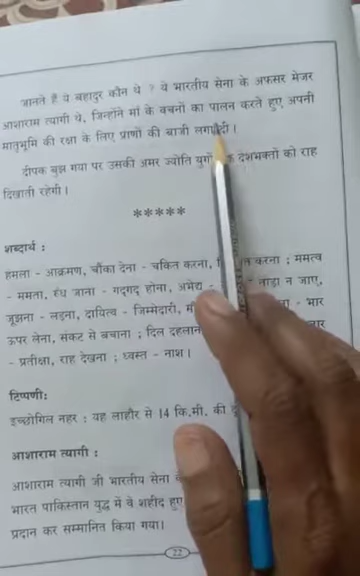 जानते हैं ये बहादुर कौन थे ? ये भारतीय सेना के अफसर मेजर
आशाराम त्यागी थे, जिन्होंने माँ के वचनों का पालन करते हुए अपनी
मातृभूमि की रक्षा के लिए प्राणों की बाजी लगा दी।
दीपक बुझ गया पर उसकी अमर ज्योति युगों देशभक्तों को राह
दिखाती रहेगी।
*****
शब्दार्थ :
हमला - आक्रमण, चौंका देना - चकित करना, करना ; ममत्व
- ममता, रुंध जाना - गद्गद् होना, अभेद्य - तोड़ा न जाए,
जूझना - लड़ना, दायित्व - जिम्मेदारी, - भार
ऊपर लेना, संकट से बचाना ; दिल दहलाना
- प्रतीक्षा, राह देखना ; ध्वस्त - नाश।
टिप्पणी:
इच्छोगिल नहर : यह लाहौर से 14 कि.मी. की
आशाराम त्यागी :
आशाराम त्यागी जी भारतीय सेना
भारत पाकिस्तान युद्ध में वे शहीद हुए
प्रदान कर सम्मानित किया गया।
22